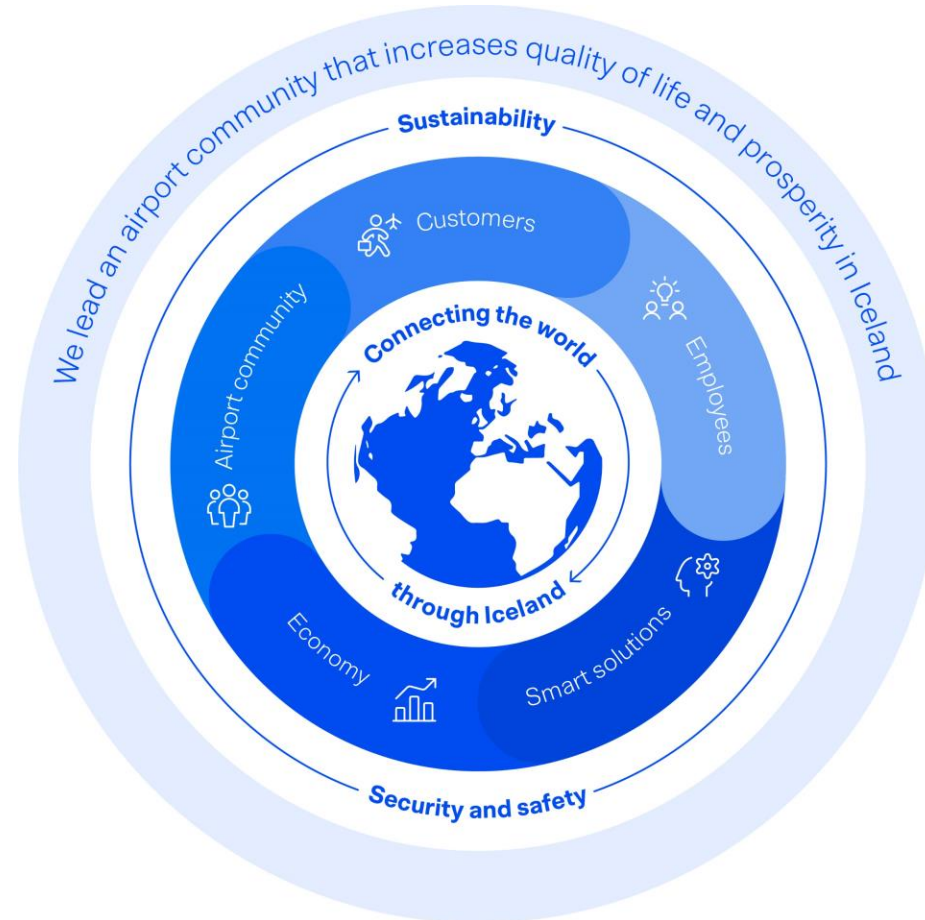 We lead an airport community that increases quality of life and prosperity in Iceland
Sustainability
Customers
Employees
Smart solutions
Economy
Airport community
Connecting the world
through Iceland
Security and safety